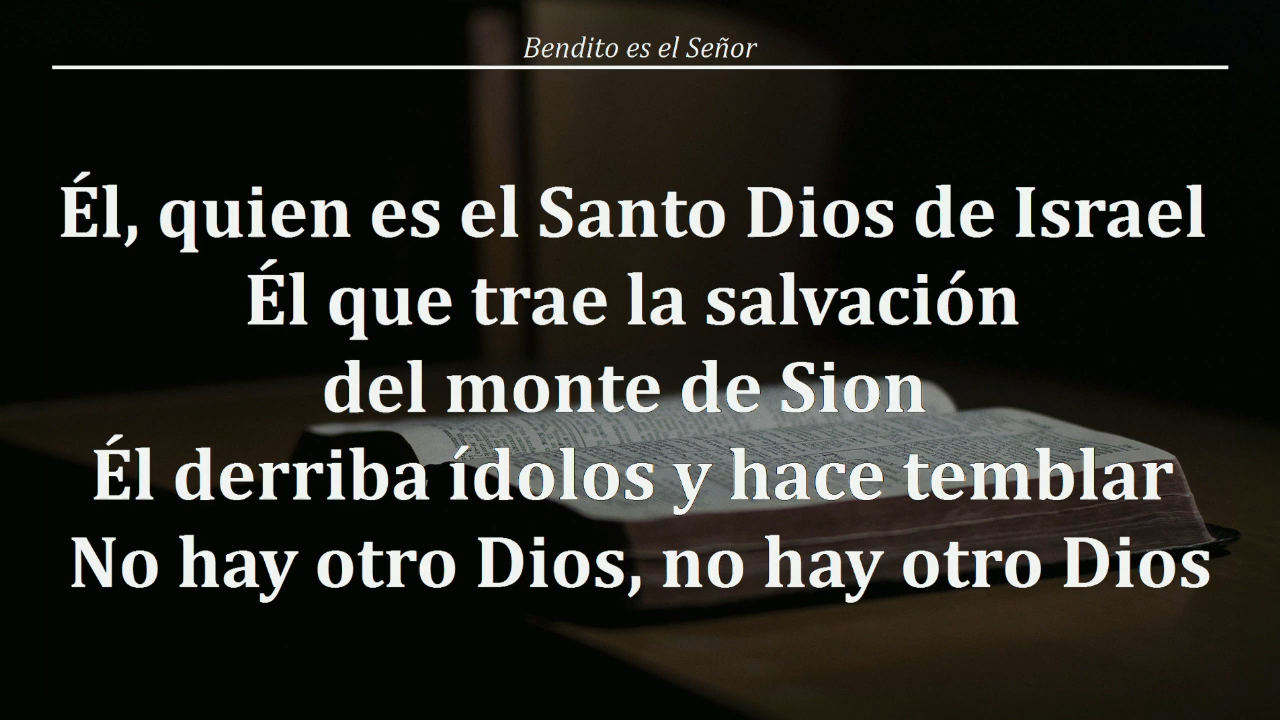 Bendito es el Señor
Él, quien es el Santo Dios de Israel
Él que trae la salvación
del monte de Sion
Él derriba ídolos y hace temblar
No hay otro Dios, no hay otro Dios